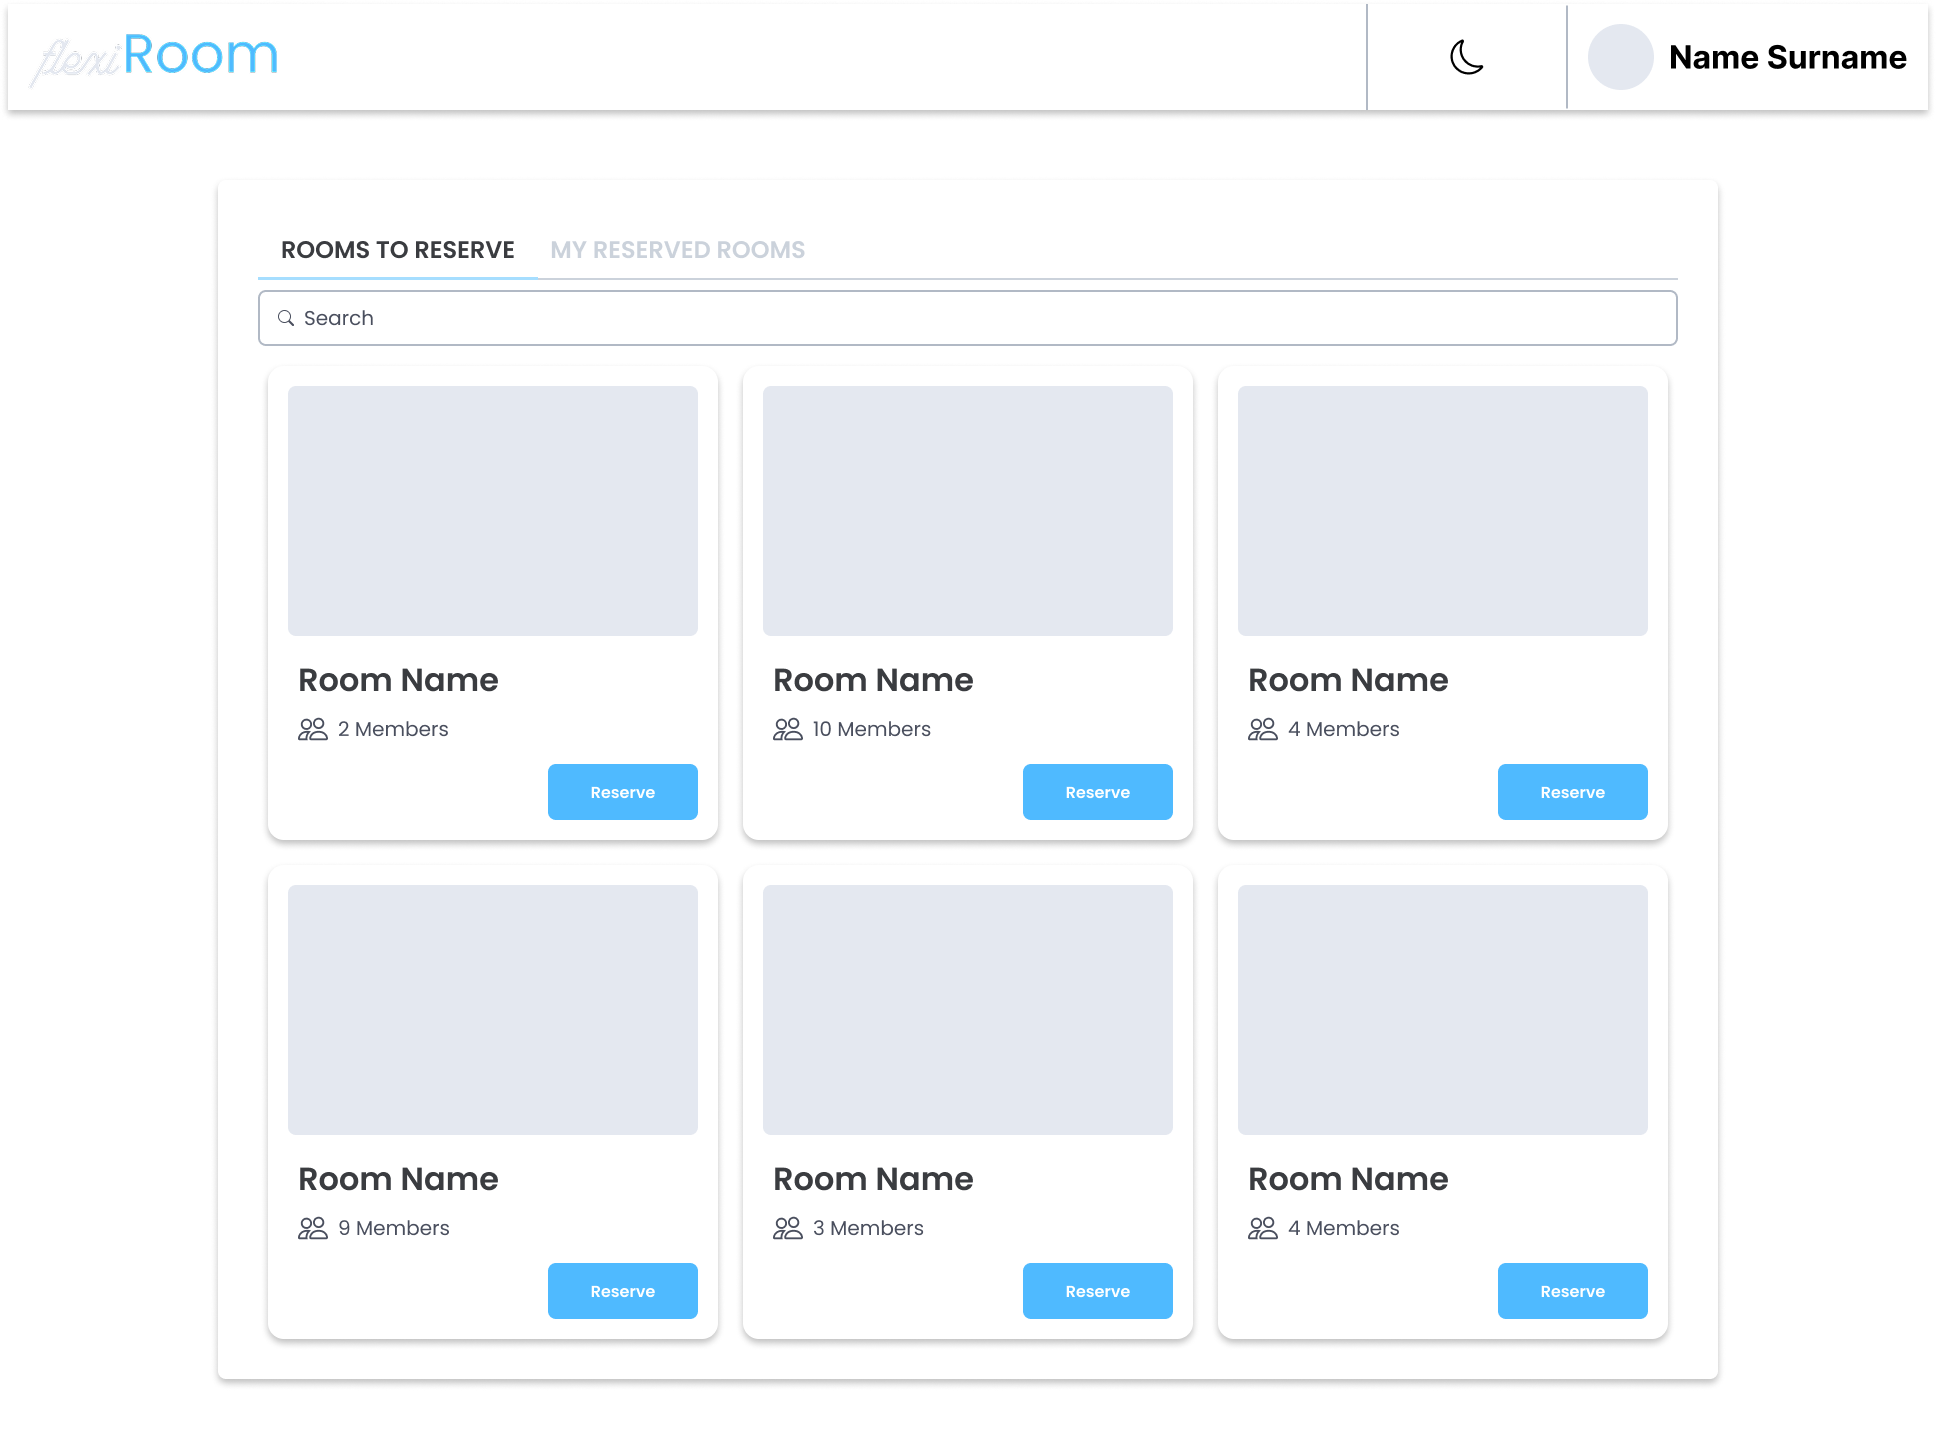 flexiRoom
Name Surname
ROOMS TO RESERVE
MY RESERVED ROOMS
Search
Room Name
2 Members
Reserve
Room Name
10 Members
Reserve
Room Name
4 Members
Reserve
Room Name
9 Members
Reserve
Room Name
3 Members
Reserve
Room Name
4 Members
Reserve